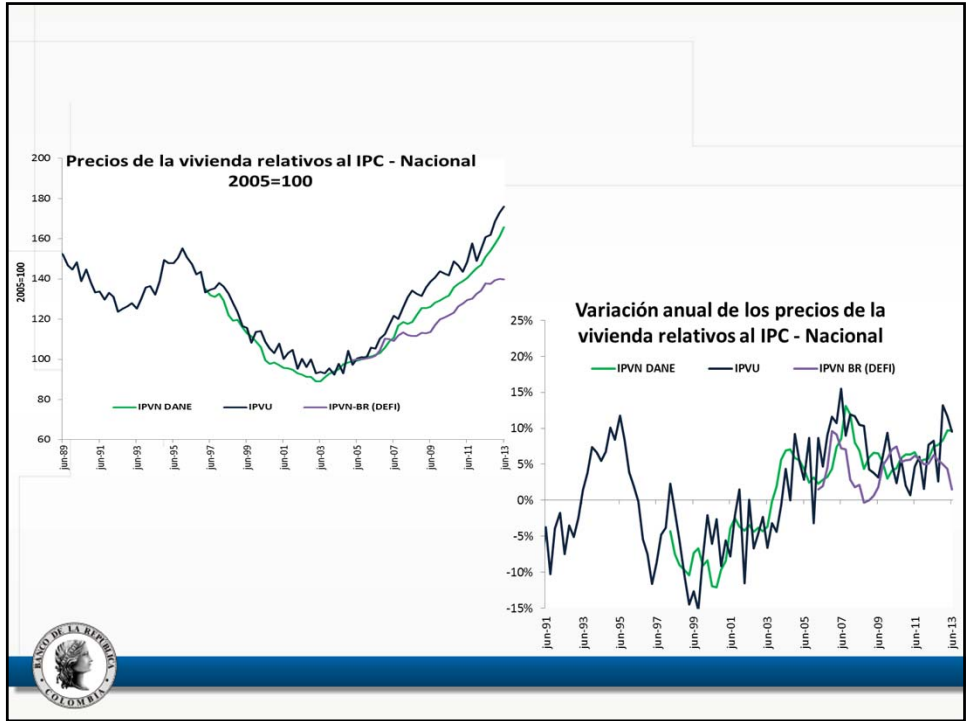 Precios de la vivienda relativos al IPC - Nacional
2005=100
200
180
160
140
120
100
80
60
2005=100
IPVN DANE
IPVU
IPVN-BR (DEFI)
jun-89
jun-91
jun-93
jun-95
jun-97
jun-99
jun-01
jun-03
jun-05
jun-07
jun-09
jun-11
jun-13
Variación anual de los precios de la
vivienda relativos al IPC - Nacional
25%
20%
15%
10%
5%
0%
-5%
-10%
-15%
IPVN DANE
IPVU
IPVN BR (DEFI)
jun-91
jun-93
jun-95
jun-97
jun-99
jun-01
jun-03
jun-05
jun-07
jun-09
jun-11
jun-13
BANCO DE LA REPÚBLICA
COLOMBIA